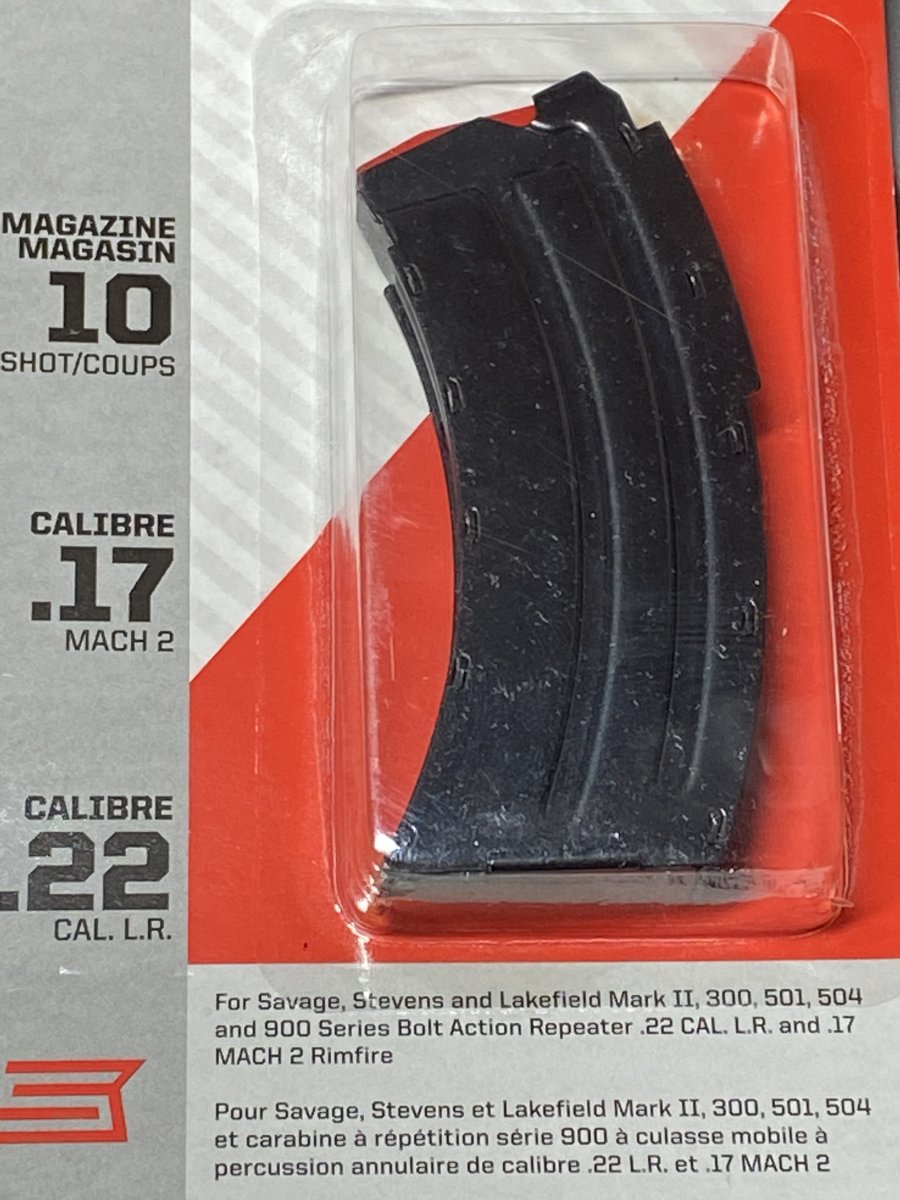 MAGAZINE
MAGASIN
10
SHOT/COUPS
CALIBRE
.17
MACH 2
CALIBRE
.22
CAL. L.R.
For Savage, Stevens and Lakefield Mark II, 300, 501, 504
and 900 Series Bolt Action Repeater .22 CAL. L.R. and .17
MACH 2 Rimfire
Pour Savage, Stevens et Lakefield Mark II, 300, 501, 504
et carabine à répétition série 900 à culasse mobile à
percussion annulaire de calibre .22 L.R. et .17 MACH 2